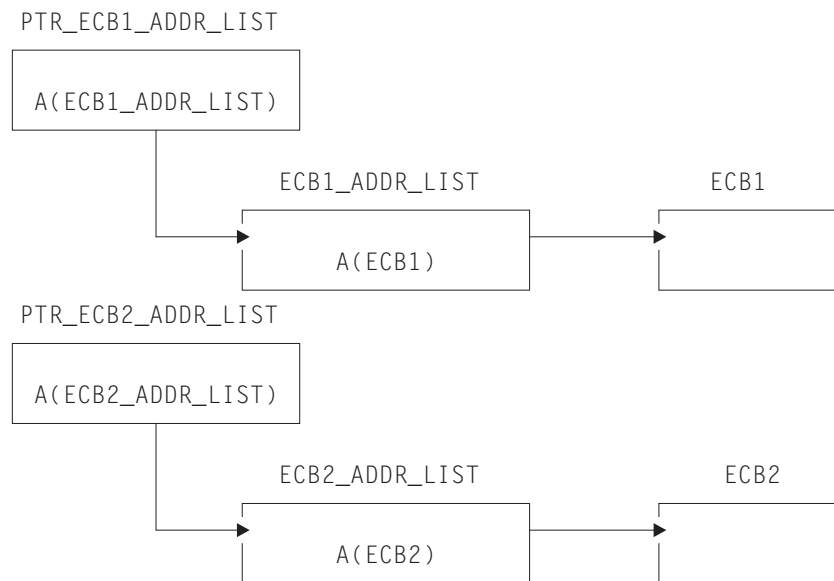 PTR_ECB1_ADDR_LIST
A(ECB1_ADDR_LIST)
ECB1_ADDR_LIST ECB1
A(ECB1)
PTR_ECB2_ADDR_LIST
A(ECB2_ADDR_LIST)
ECB2_ADDR_LIST ECB2
A(ECB2)